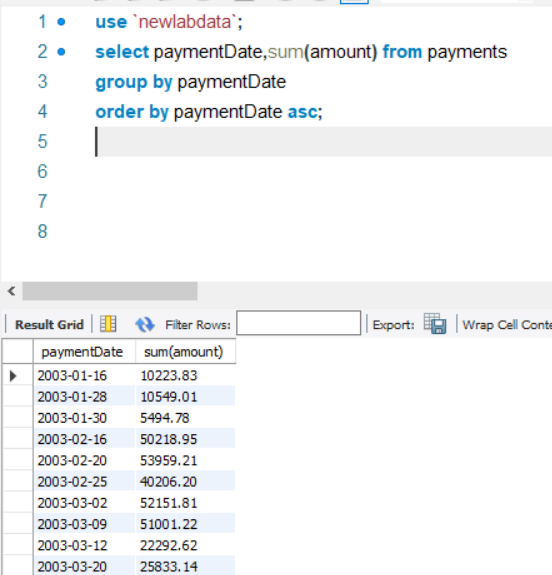 1 use `newlabdata`;
2 select paymentDate,sum(amount) from payments
3 group by paymentDate
4 order by paymentDate asc;
5
6
7
8
Result Grid Filter Rows: Export: Wrap Cell Conte
paymentDate sum(amount)
2003-01-16 10223.83
2003-01-28 10549.01
2003-01-30 5494.78
2003-02-16 50218.95
2003-02-20 53959.21
2003-02-25 40206.20
2003-03-02 52151.81
2003-03-09 51001.22
2003-03-12 22292.62
2003-03-20 25833.14